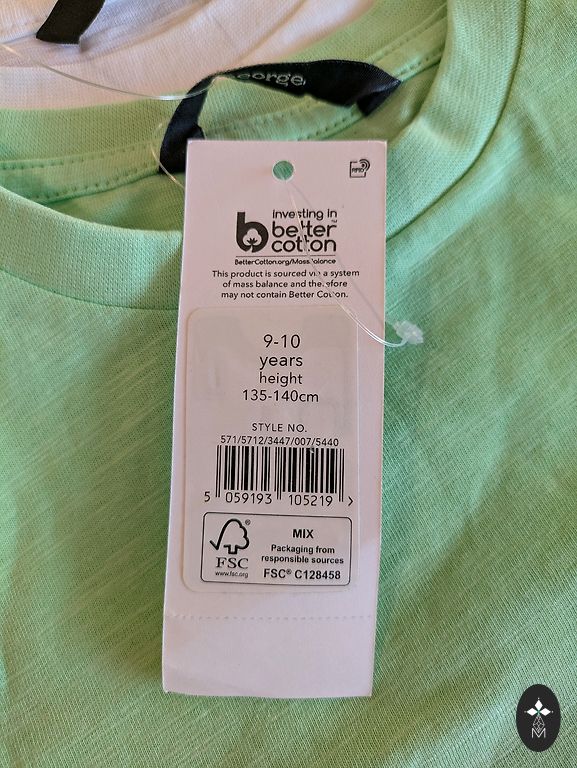 George
RFID
investing in
better
cotton
BetterCotton.org/MassBalance
This product is sourced via a system
of mass balance and therefore
may not contain Better Cotton.
9-10
years
height
135-140cm
STYLE NO.
571/5712/3447/007/5440
5 059193 105219 >
MIX
Packaging from
responsible sources
FSC
www.fsc.org
FSC® C128458
M